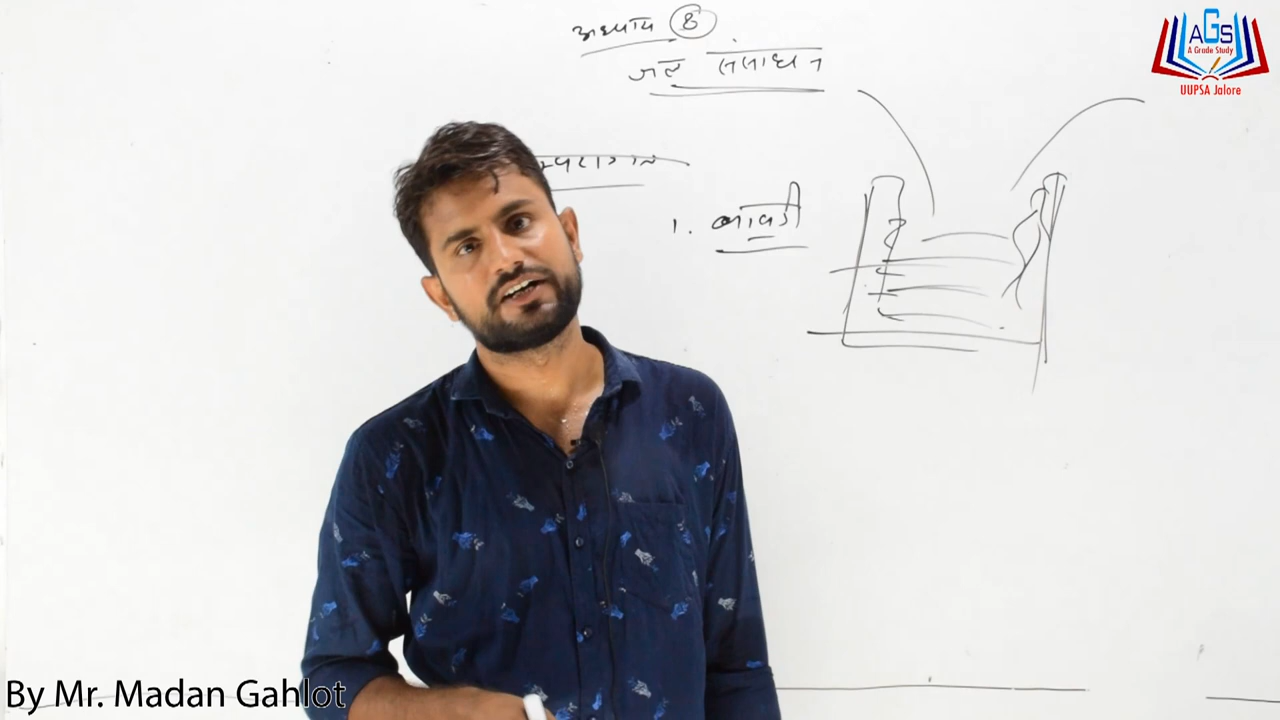 अध्याय 8
जल संसाधन
1. बावड़ी
AGS
A Grade Study
UUPSA Jalore
By Mr. Madan Gahlot